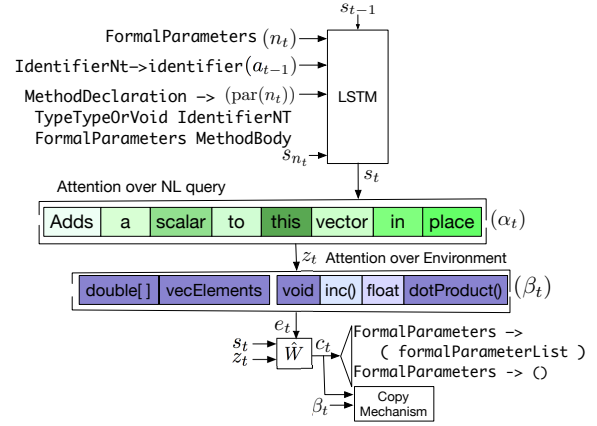 s_{t−1}
FormalParameters (n_t)
IdentifierNt->identifier(a_{t−1})
MethodDeclaration -> (par(n_t))
TypeTypeOrVoid IdentifierNT
FormalParameters MethodBody
s_{n_t}
LSTM
s_t
Attention over NL query
Adds a scalar to this vector in place (α_t)
z_t Attention over Environment
double[ ] vecElements void inc() float dotProduct() (β_t)
e_t
s_t
z_t
Ŵ
c_t
FormalParameters ->
( formalParameterList )
FormalParameters -> ()
β_t
Copy
Mechanism